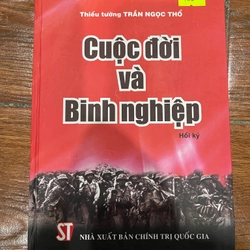 Thiếu tướng TRẦN NGỌC THỔ
Cuộc đời
và
Binh nghiệp
Hồi ký
ST
NHÀ XUẤT BẢN CHÍNH TRỊ QUỐC GIA